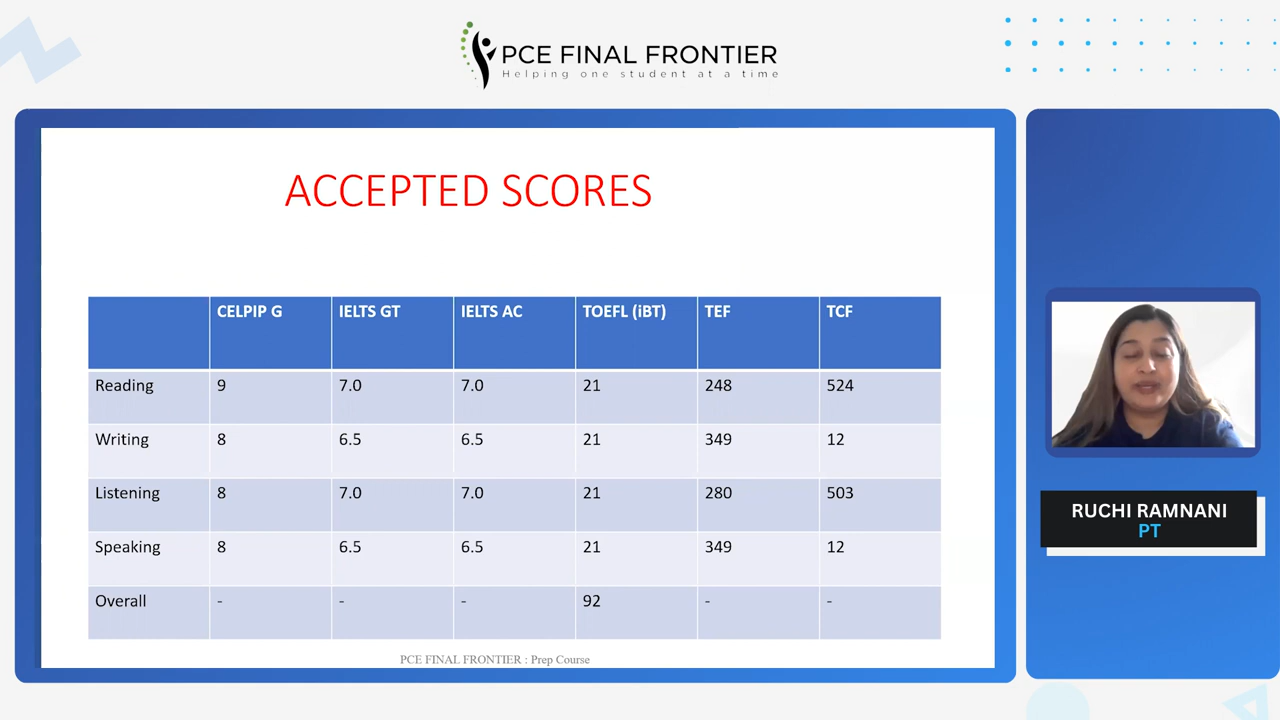 PCE FINAL FRONTIER
Helping one student at a time
ACCEPTED SCORES
CELPIP G IELTS GT IELTS AC TOEFL (iBT) TEF TCF
Reading 9 7.0 7.0 21 248 524
Writing 8 6.5 6.5 21 349 12
Listening 8 7.0 7.0 21 280 503
Speaking 8 6.5 6.5 21 349 12
Overall - - - 92 - -
PCE FINAL FRONTIER : Prep Course
RUCHI RAMNANI
PT